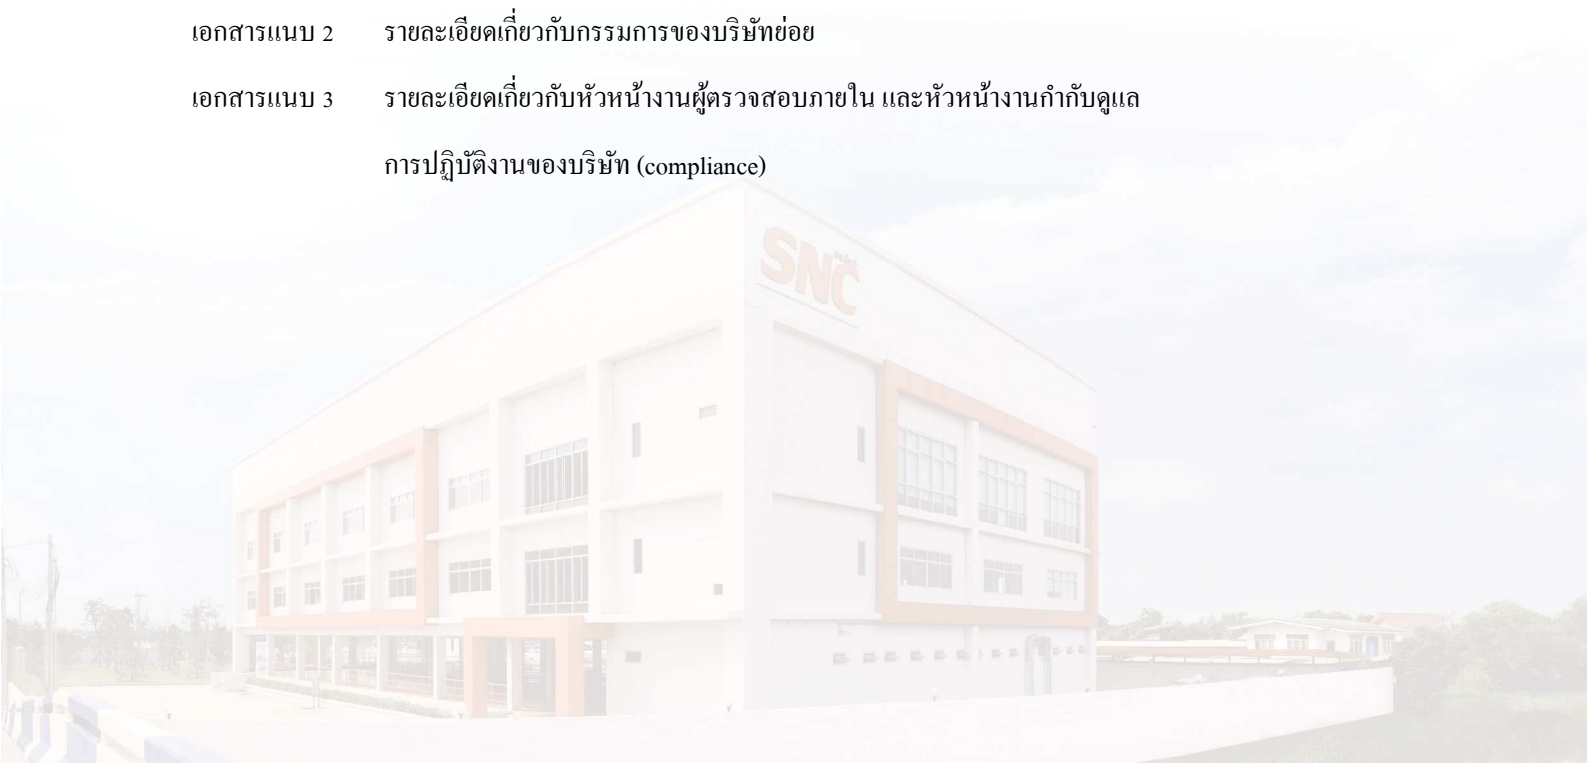 เอกสารแนบ 2 รายละเอียดเกี่ยวกับกรรมการของบริษัทย่อย
เอกสารแนบ 3 รายละเอียดเกี่ยวกับหัวหน้างานผู้ตรวจสอบภายใน และหัวหน้างานกำกับดูแล
การปฏิบัติงานของบริษัท (compliance)
SNC